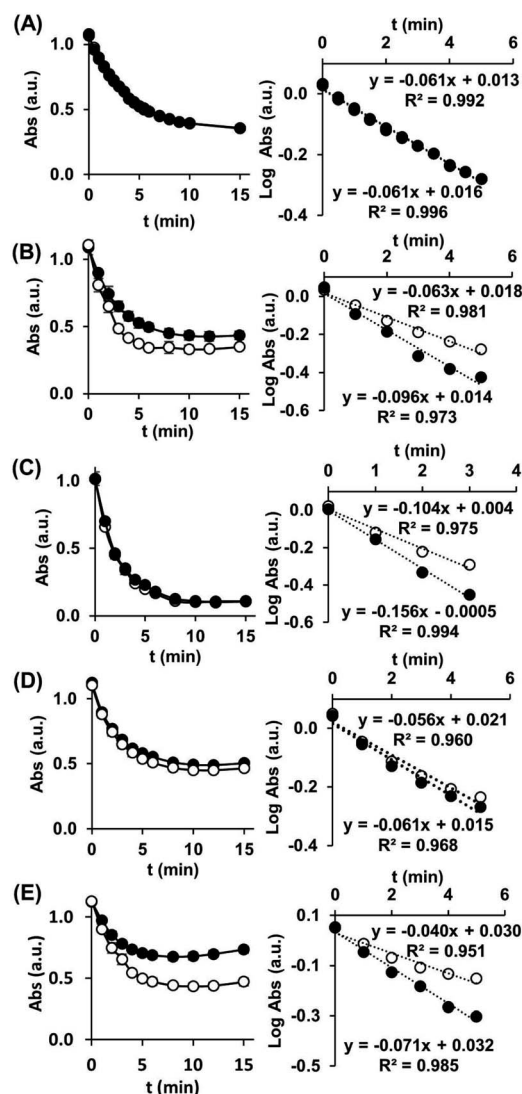 (A)
Abs (a.u.)
1.0
0.5
0.0
0 5 10 15
t (min)
t (min)
0 2 4 6
Log Abs (a.u.)
0.0
-0.2
-0.4
y = -0.061x + 0.013
R² = 0.992
y = -0.061x + 0.016
R² = 0.996
(B)
Abs (a.u.)
1.0
0.5
0.0
0 5 10 15
t (min)
t (min)
0 2 4 6
Log Abs (a.u.)
0.0
-0.2
-0.4
-0.6
y = -0.063x + 0.018
R² = 0.981
y = -0.096x + 0.014
R² = 0.973
(C)
Abs (a.u.)
1.0
0.5
0.0
0 5 10 15
t (min)
t (min)
0 1 2 3 4
Log Abs (a.u.)
0.0
-0.2
-0.4
-0.6
y = -0.104x + 0.004
R² = 0.975
y = -0.156x - 0.0005
R² = 0.994
(D)
Abs (a.u.)
1.0
0.5
0.0
0 5 10 15
t (min)
t (min)
0 2 4 6
Log Abs (a.u.)
0.0
-0.2
-0.4
y = -0.056x + 0.021
R² = 0.960
y = -0.061x + 0.015
R² = 0.968
(E)
Abs (a.u.)
1.0
0.5
0.0
0 5 10 15
t (min)
t (min)
0 2 4 6
Log Abs (a.u.)
0.1
-0.1
-0.3
-0.5
y = -0.040x + 0.030
R² = 0.951
y = -0.071x + 0.032
R² = 0.985